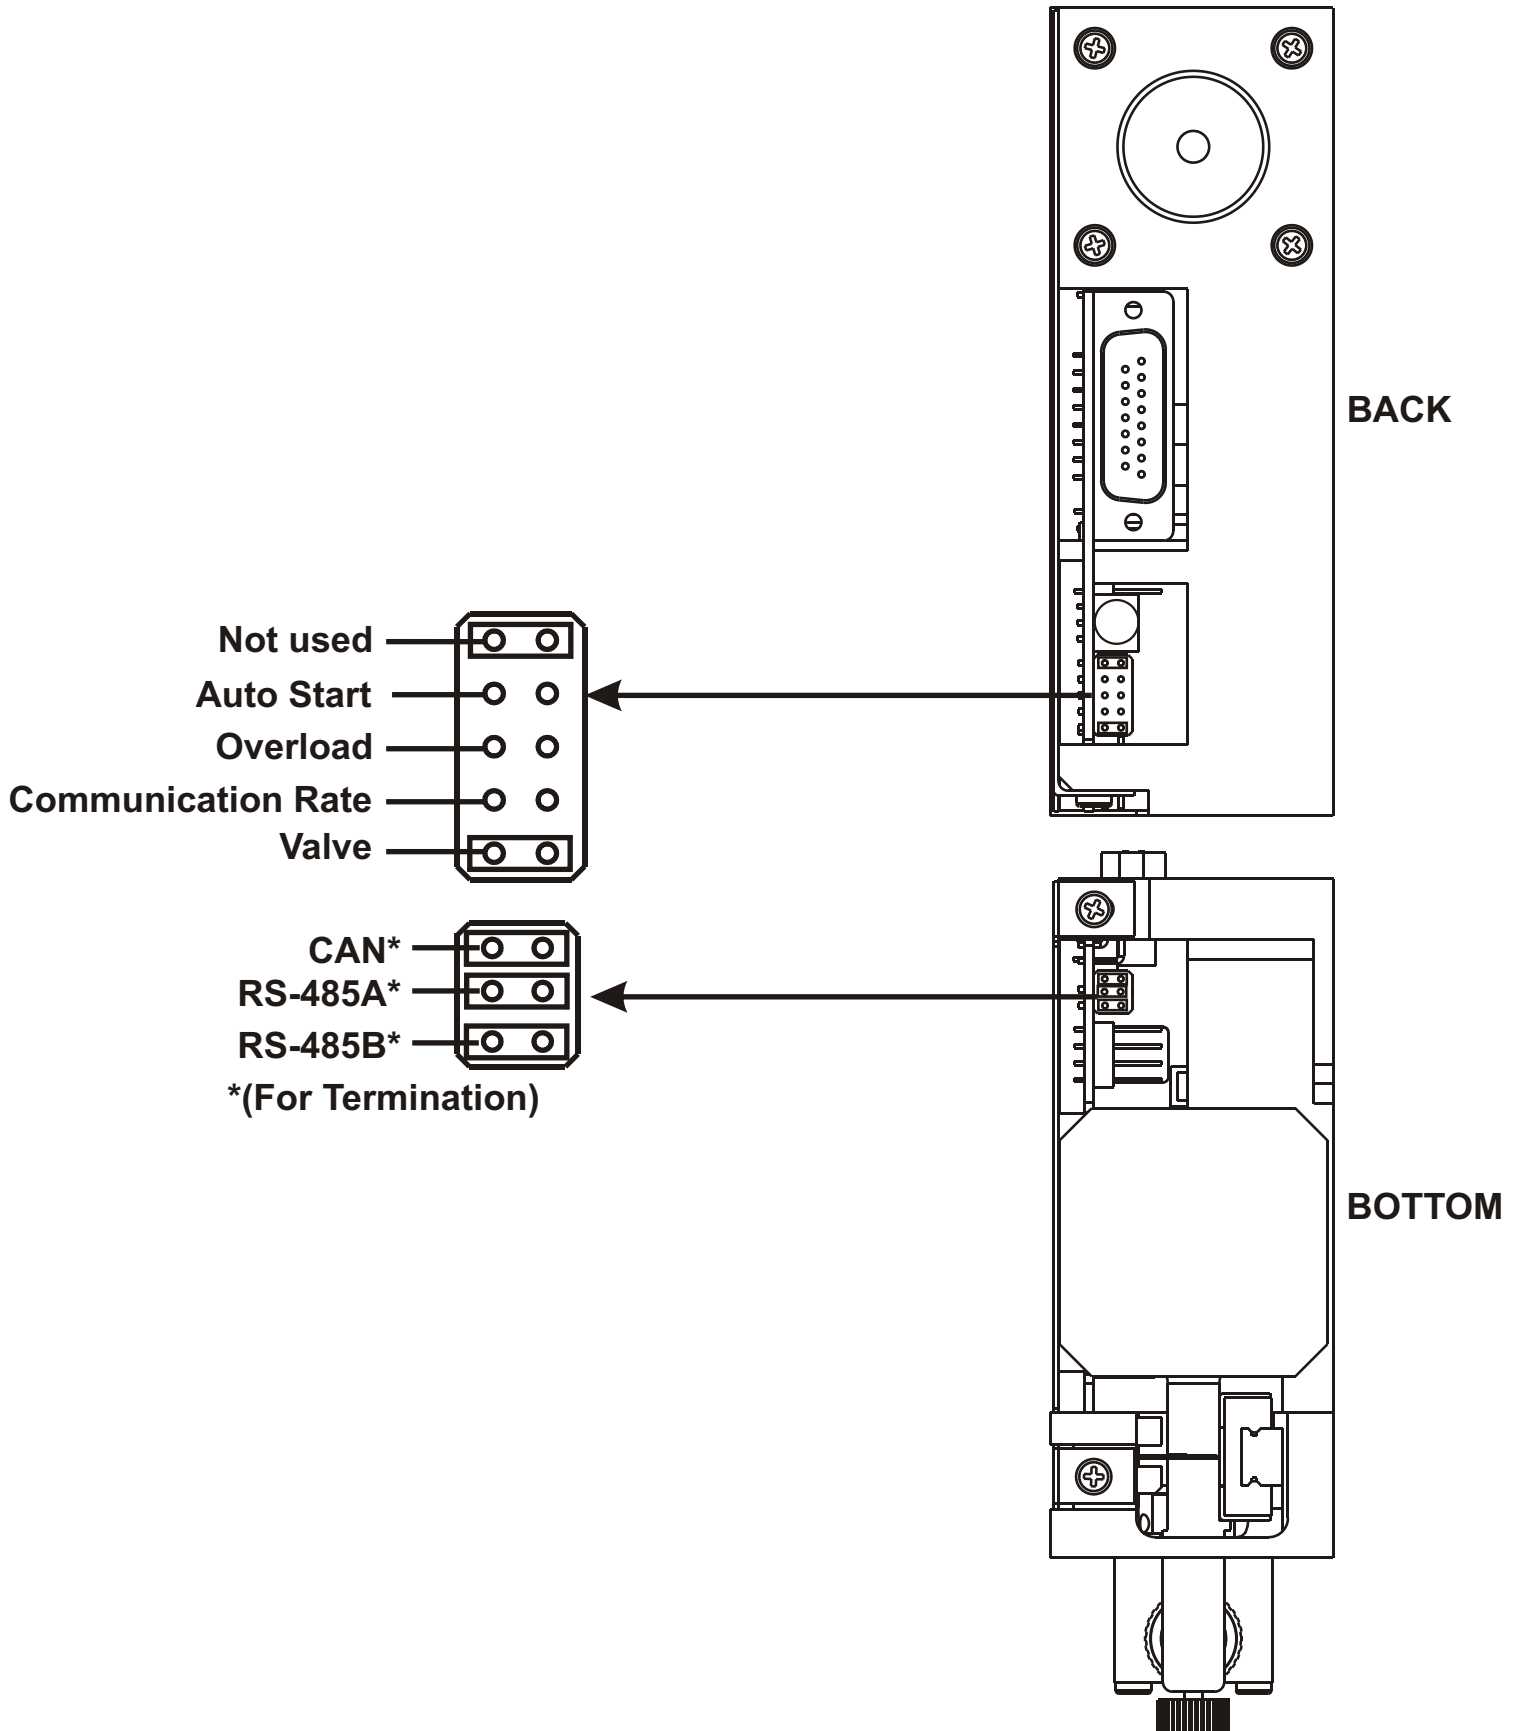 BACK
Not used
Auto Start
Overload
Communication Rate
Valve
CAN*
RS-485A*
RS-485B*
*(For Termination)
BOTTOM